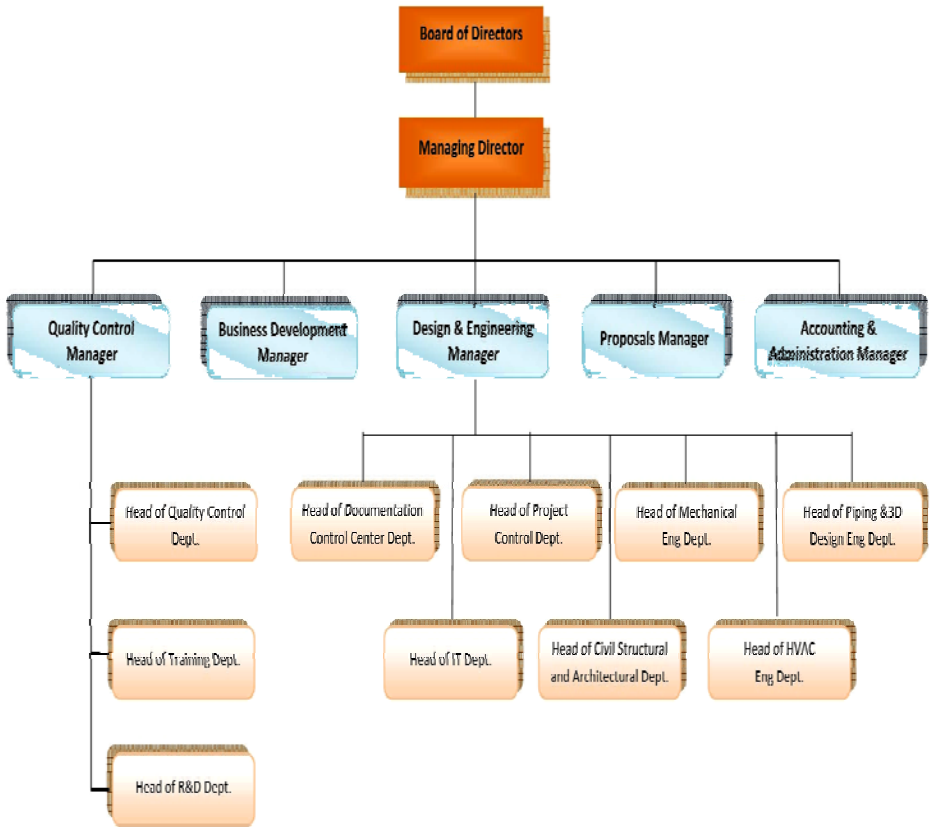 Board of Directors
Managing Director
Quality Control
Manager
Business Development
Manager
Design & Engineering
Manager
Proposals Manager
Accounting &
Administration Manager
Head of Quality Control
Dept.
Head of Documentation
Control Center Dept.
Head of Project
Control Dept.
Head of Mechanical
Eng Dept.
Head of Piping &3D
Design Eng Dept.
Head of Training Dept.
Head of IT Dept.
Head of Civil Structural
and Architectural Dept.
Head of HVAC
Eng Dept.
Head of R&D Dept.